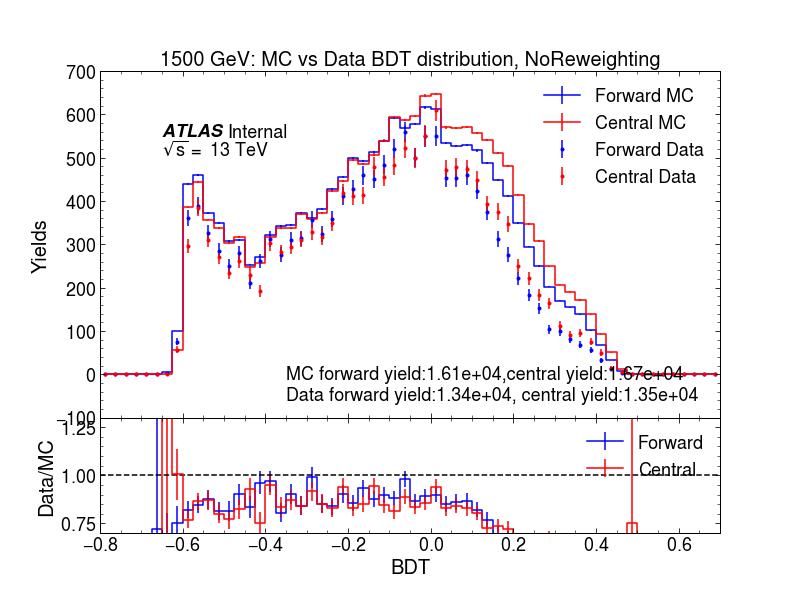 1500 GeV: MC vs Data BDT distribution, NoReweighting
700
600
500
400
300
200
100
0
−100
Yields
ATLAS Internal
√s = 13 TeV
Forward MC
Central MC
Forward Data
Central Data
MC forward yield:1.61e+04,central yield:1.67e+04
Data forward yield:1.34e+04, central yield:1.35e+04
1.25
1.00
0.75
Data/MC
Forward
Central
−0.8 −0.6 −0.4 −0.2 0.0 0.2 0.4 0.6
BDT